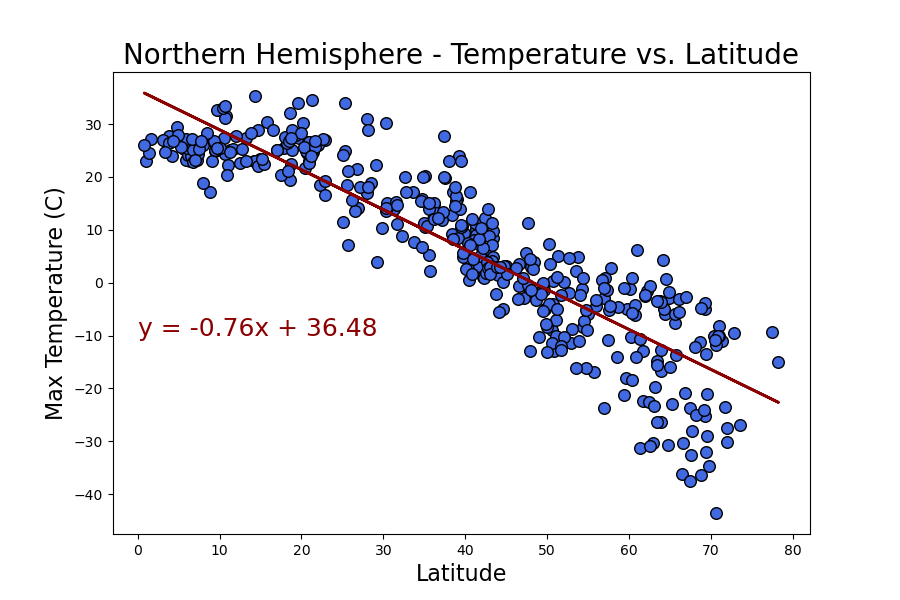 Northern Hemisphere - Temperature vs. Latitude
Max Temperature (C)
30
20
10
0
−10
−20
−30
−40
y = -0.76x + 36.48
0 10 20 30 40 50 60 70 80
Latitude